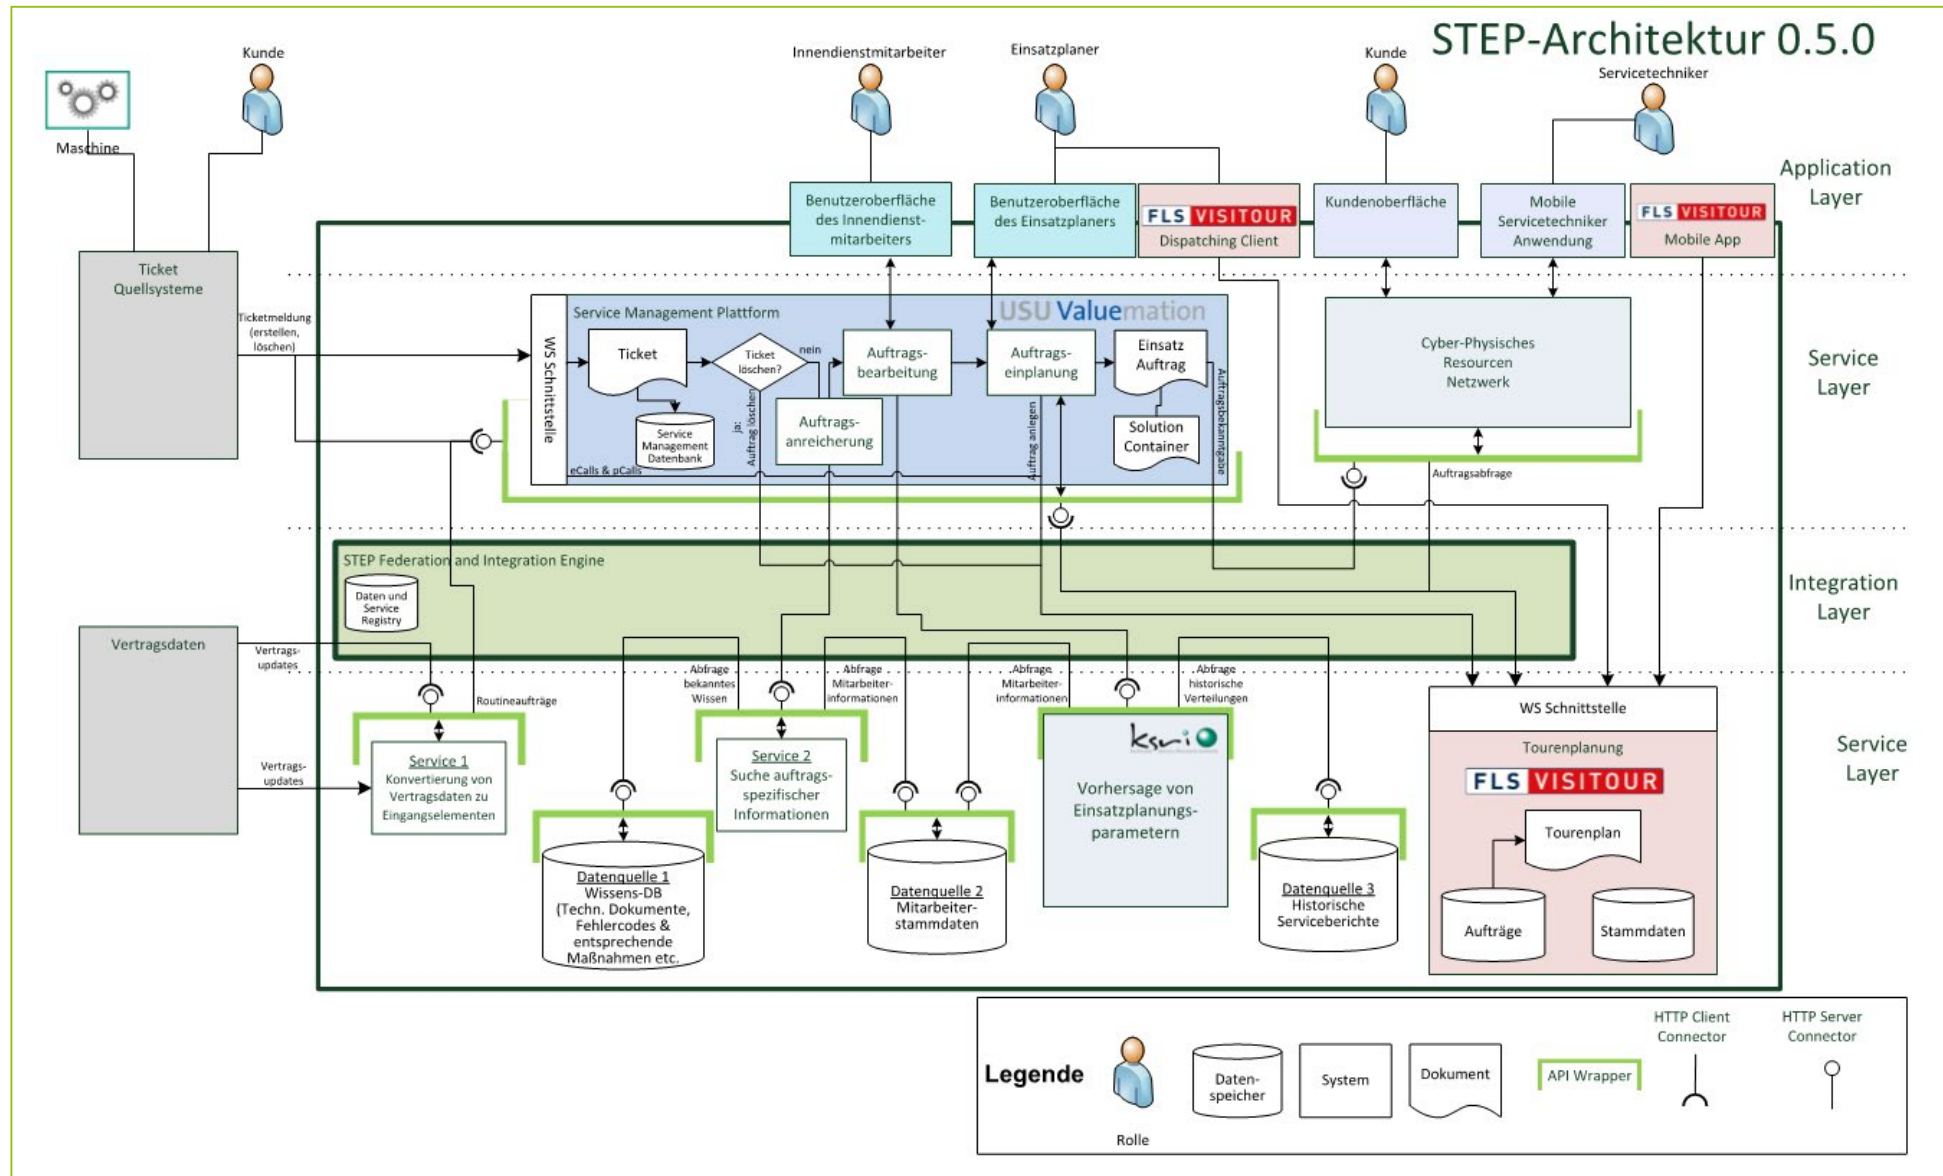 STEP-Architektur 0.5.0
Kunde
Innendienstmitarbeiter
Einsatzplaner
Kunde
Servicetechniker
Maschine
Application
Layer
Benutzeroberfläche
des Innendienst-
mitarbeiters
Benutzeroberfläche
des Einsatzplaners
FLS VISITOUR
Dispatching Client
Kundenoberfläche
Mobile
Servicetechniker
Anwendung
FLS VISITOUR
Mobile App
Ticket
Quellsysteme
Ticketmeldung
(erstellen,
löschen)
WS Schnittstelle
Service Management Plattform
USU Valuemation
Ticket
Ticket
löschen?
nein
ja:
Auftrag löschen
Service
Management
Datenbank
Auftrags-
anreicherung
Auftrags-
bearbeitung
Auftrags-
einplanung
Einsatz
Auftrag
Solution
Container
Auftrag anlegen
Auftragsbekanntgabe
eCalls & pCalls
Cyber-Physisches
Resourcen
Netzwerk
Auftragsabfrage
Service
Layer
STEP Federation and Integration Engine
Daten und
Service
Registry
Integration
Layer
Vertragsdaten
Vertrags-
updates
Vertrags-
updates
Routineaufträge
Abfrage
bekanntes
Wissen
Abfrage
Mitarbeiter-
informationen
Abfrage
Mitarbeiter-
informationen
Abfrage
historische
Verteilungen
Service 1
Konvertierung von
Vertragsdaten zu
Eingangselementen
Service 2
Suche auftrags-
spezifischer
Informationen
ksri
Vorhersage von
Einsatzplanungs-
parametern
Datenquelle 1
Wissens-DB
(Techn. Dokumente,
Fehlercodes &
entsprechende
Maßnahmen etc.
Datenquelle 2
Mitarbeiter-
stammdaten
Datenquelle 3
Historische
Serviceberichte
WS Schnittstelle
Tourenplanung
FLS VISITOUR
Tourenplan
Aufträge
Stammdaten
Service
Layer
Legende
Rolle
Daten-
speicher
System
Dokument
API Wrapper
HTTP Client
Connector
HTTP Server
Connector